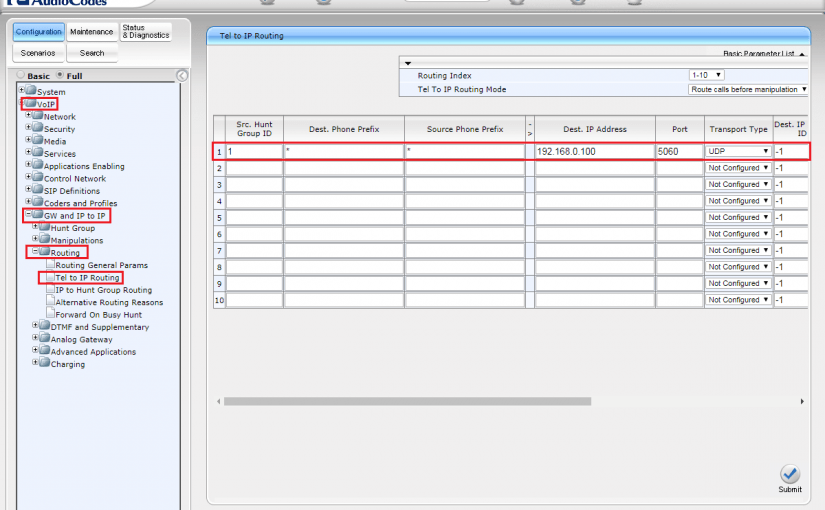 AudioCodes
Configuration Maintenance Status & Diagnostics
Scenarios Search
Basic Full
System
VoIP
Network
Security
Media
Services
Applications Enabling
Control Network
SIP Definitions
Coders and Profiles
GW and IP to IP
Hunt Group
Manipulations
Routing
Routing General Params
Tel to IP Routing
IP to Hunt Group Routing
Alternative Routing Reasons
Forward On Busy Hunt
DTMF and Supplementary
Analog Gateway
Advanced Applications
Charging
Tel to IP Routing
Basic Parameter List
Routing Index 1-10
Tel To IP Routing Mode Route calls before manipulation
Src. Hunt Group ID Dest. Phone Prefix Source Phone Prefix -> Dest. IP Address Port Transport Type Dest. IP ID
1 1 * * 192.168.0.100 5060 UDP -1
2 Not Configured -1
3 Not Configured -1
4 Not Configured -1
5 Not Configured -1
6 Not Configured -1
7 Not Configured -1
8 Not Configured -1
9 Not Configured -1
10 Not Configured -1
Submit